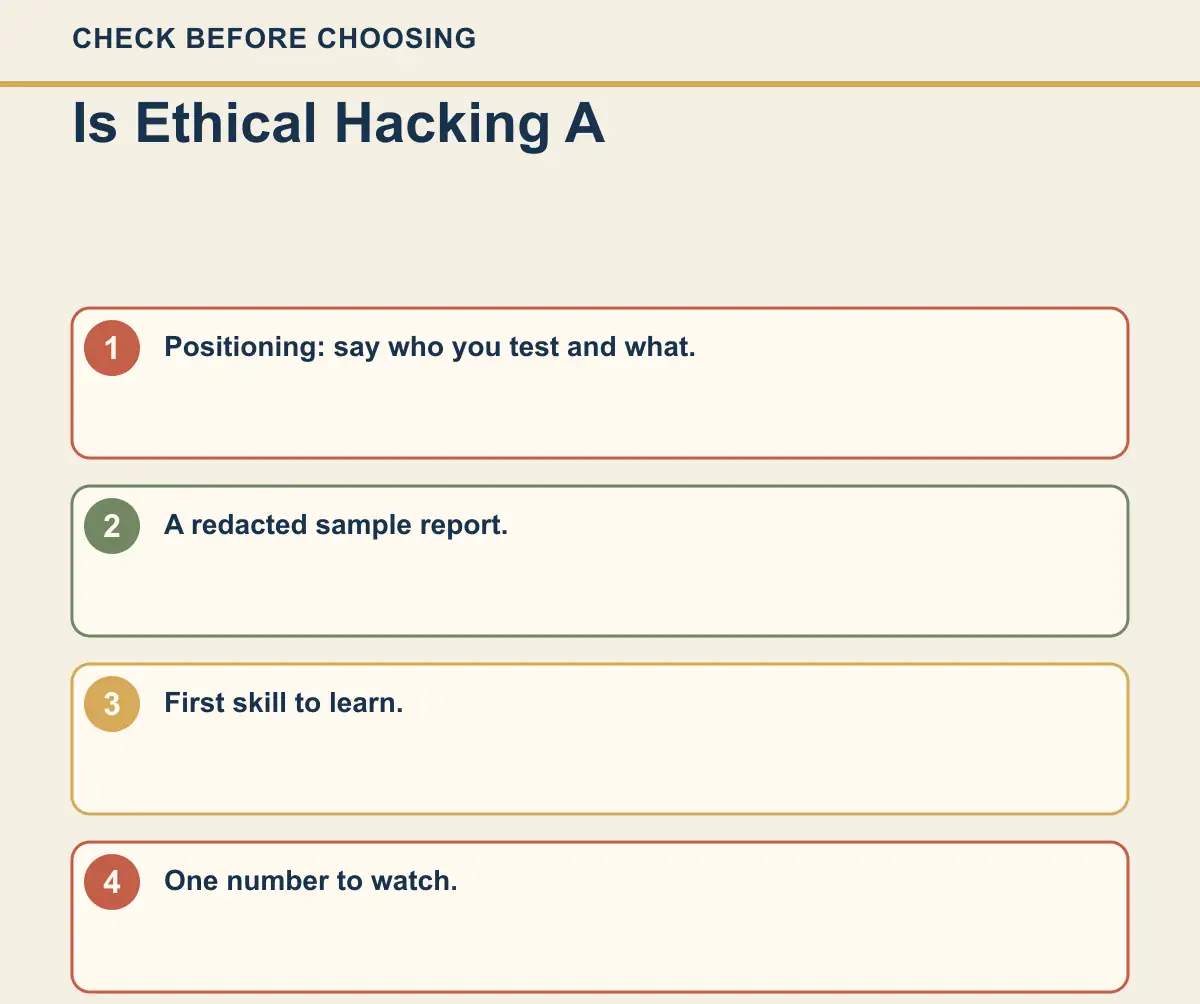 CHECK BEFORE CHOOSING
Is Ethical Hacking A
1 Positioning: say who you test and what.
2 A redacted sample report.
3 First skill to learn.
4 One number to watch.